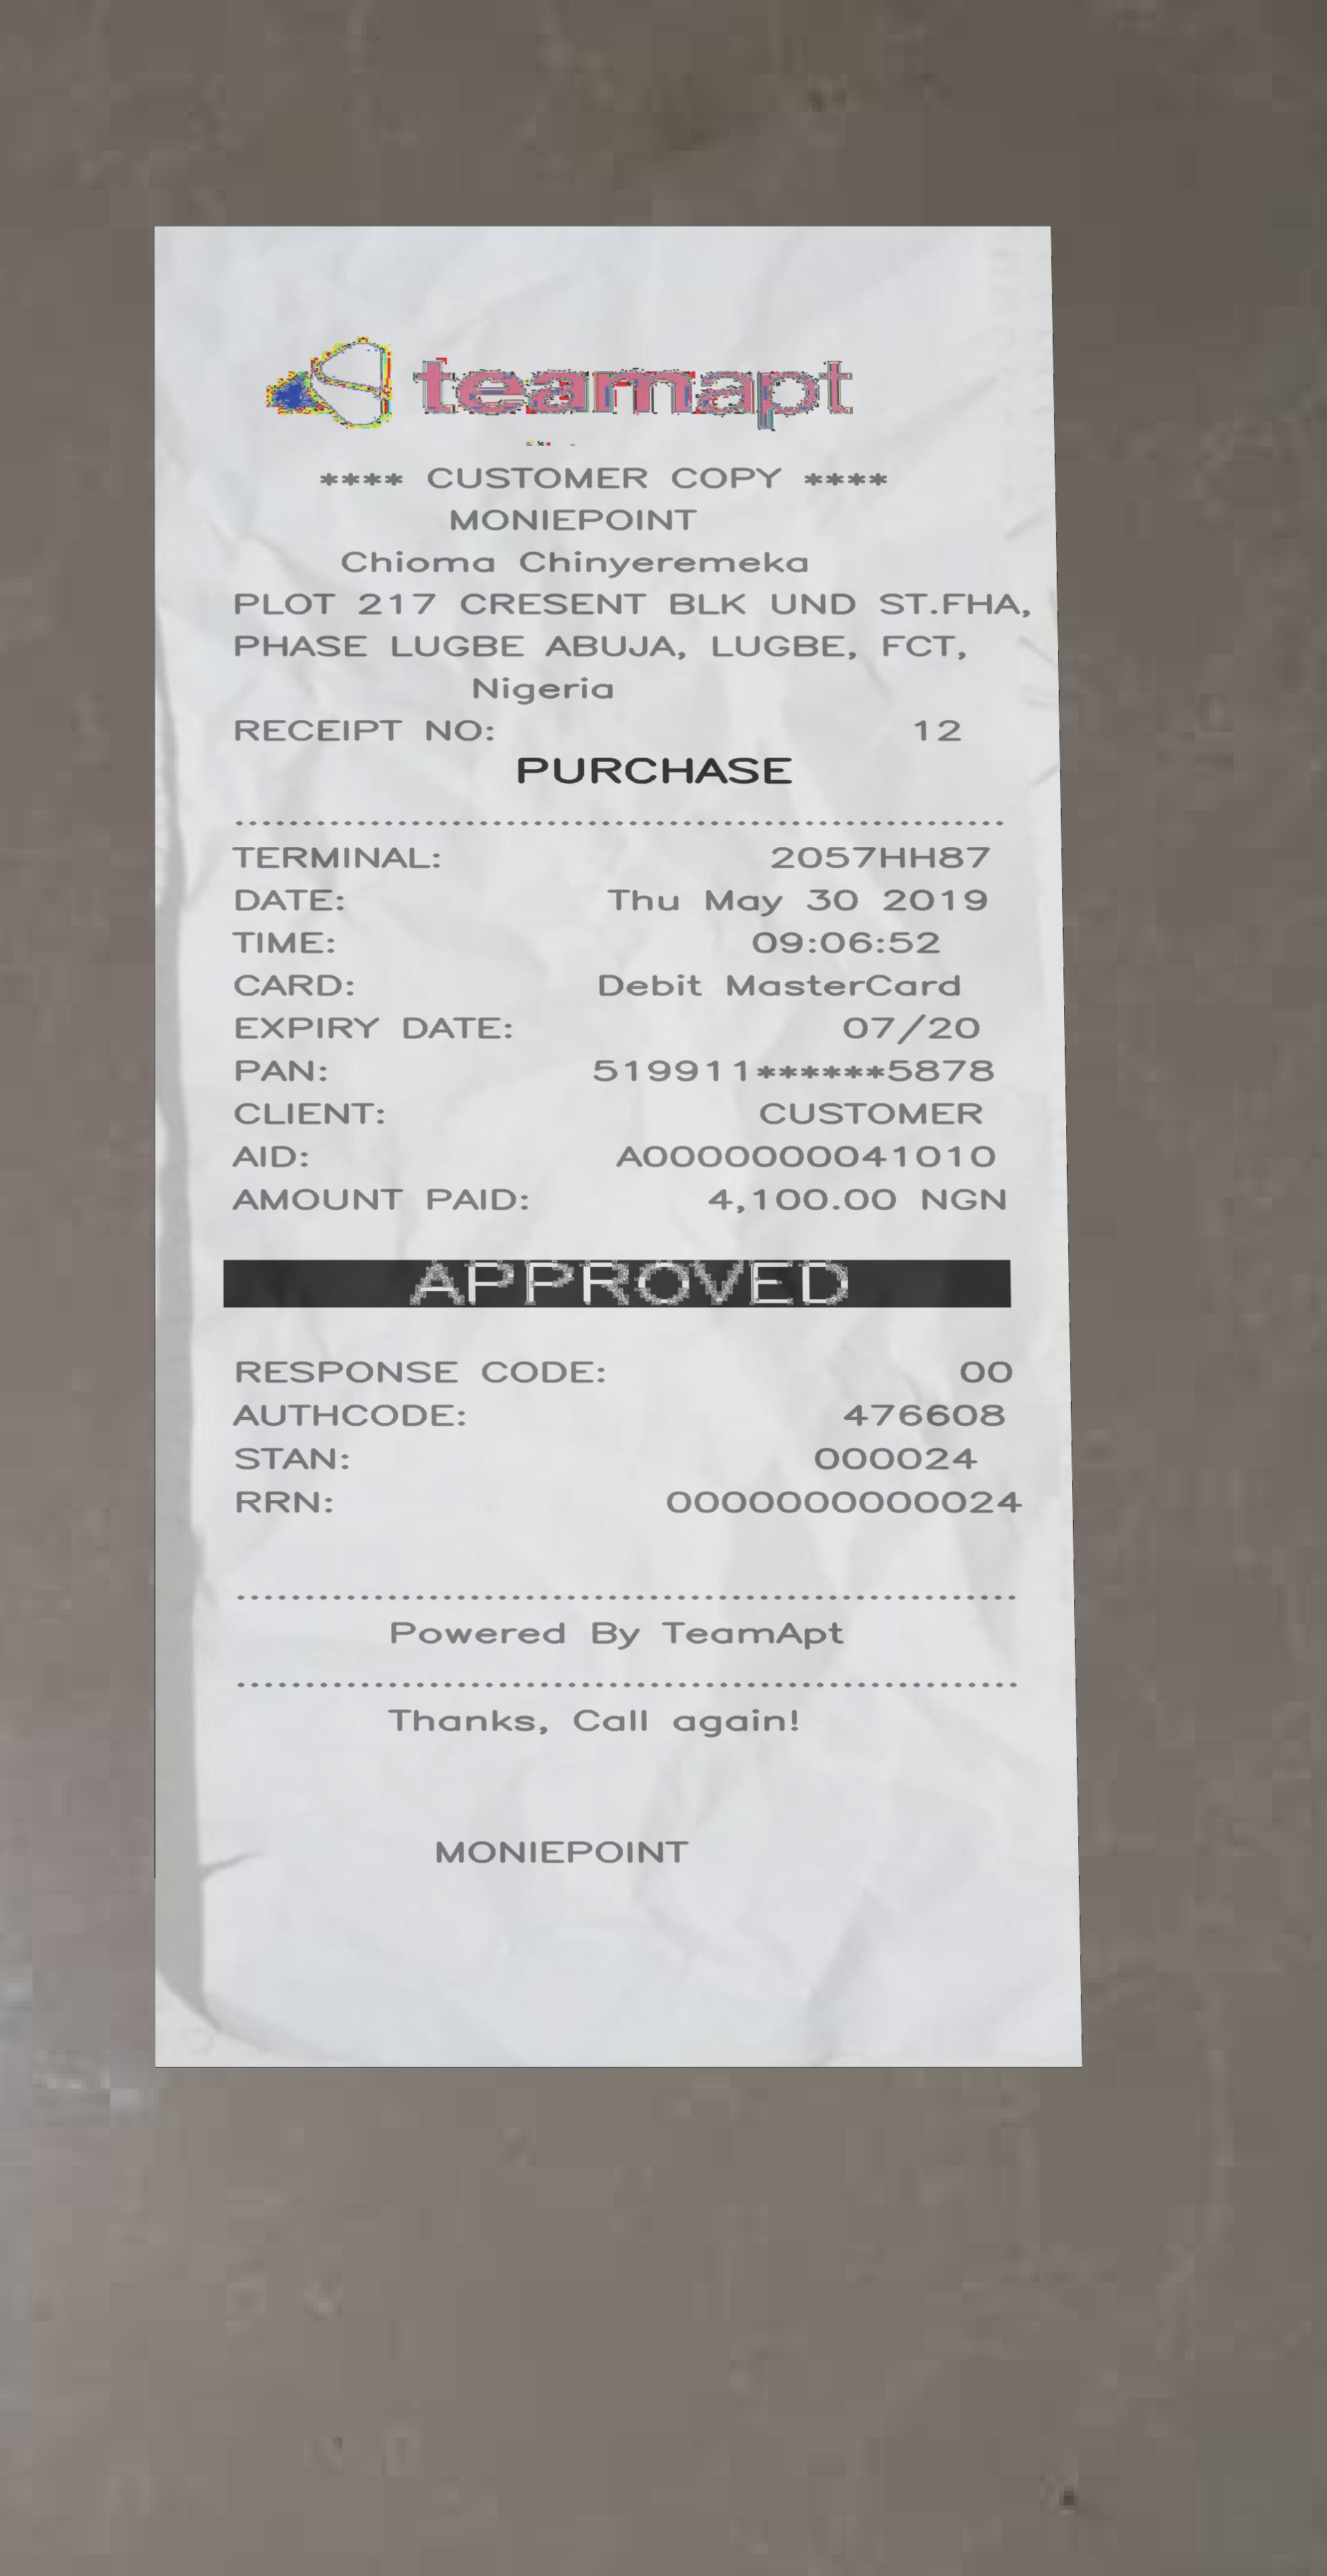 teamapt
**** CUSTOMER COPY ****
MONIEPOINT
Chioma Chinyeremeka
PLOT 217 CRESENT BLK UND ST.FHA,
PHASE LUGBE ABUJA, LUGBE, FCT,
Nigeria
RECEIPT NO: 12
PURCHASE
TERMINAL: 2057HH87
DATE: Thu May 30 2019
TIME: 09:06:52
CARD: Debit MasterCard
EXPIRY DATE: 07/20
PAN: 519911******5878
CLIENT: CUSTOMER
AID: A0000000041010
AMOUNT PAID: 4,100.00 NGN
APPROVED
RESPONSE CODE: 00
AUTHCODE: 476608
STAN: 000024
RRN: 0000000000024
Powered By TeamApt
Thanks, Call again!
MONIEPOINT